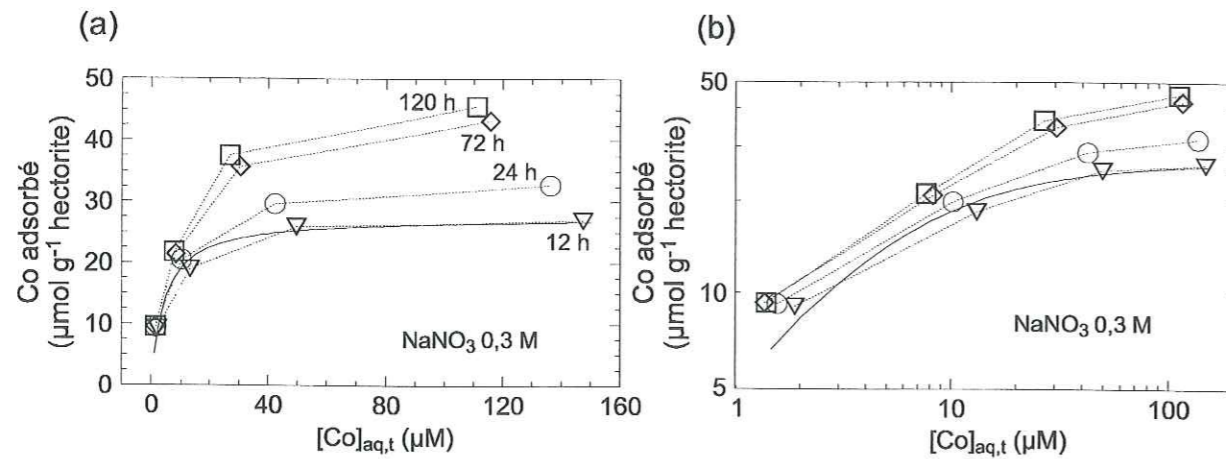 (a)
50
40
30
20
10
0
Co adsorbé
(µmol g⁻¹ hectorite)
120 h
72 h
24 h
12 h
NaNO₃ 0,3 M
0
40
80
120
160
[Co]aq,t (µM)
(b)
50
10
5
Co adsorbé
(µmol g⁻¹ hectorite)
NaNO₃ 0,3 M
1
10
100
[Co]aq,t (µM)